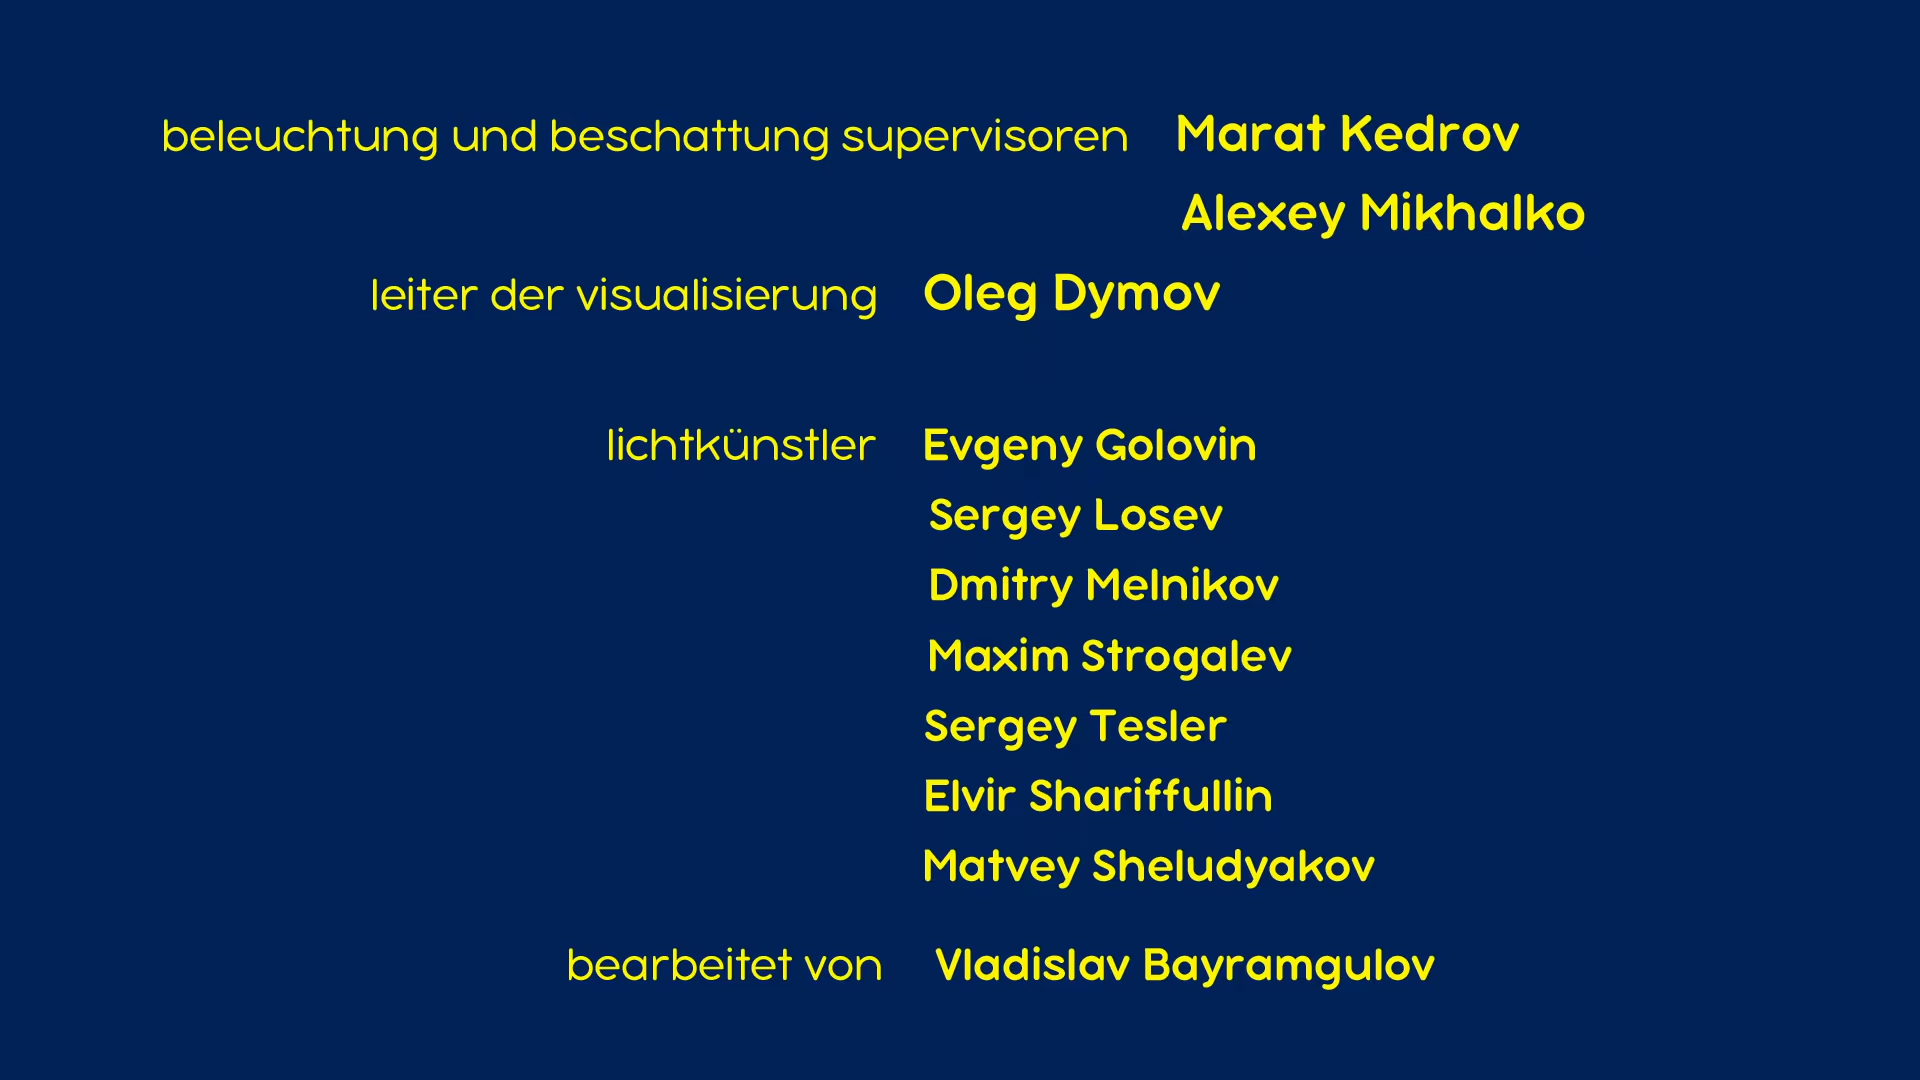 beleuchtung und beschattung supervisoren Marat Kedrov
Alexey Mikhalko
leiter der visualisierung Oleg Dymov
lichtkünstler Evgeny Golovin
Sergey Losev
Dmitry Melnikov
Maxim Strogalev
Sergey Tesler
Elvir Shariffullin
Matvey Sheludyakov
bearbeitet von Vladislav Bayramgulov